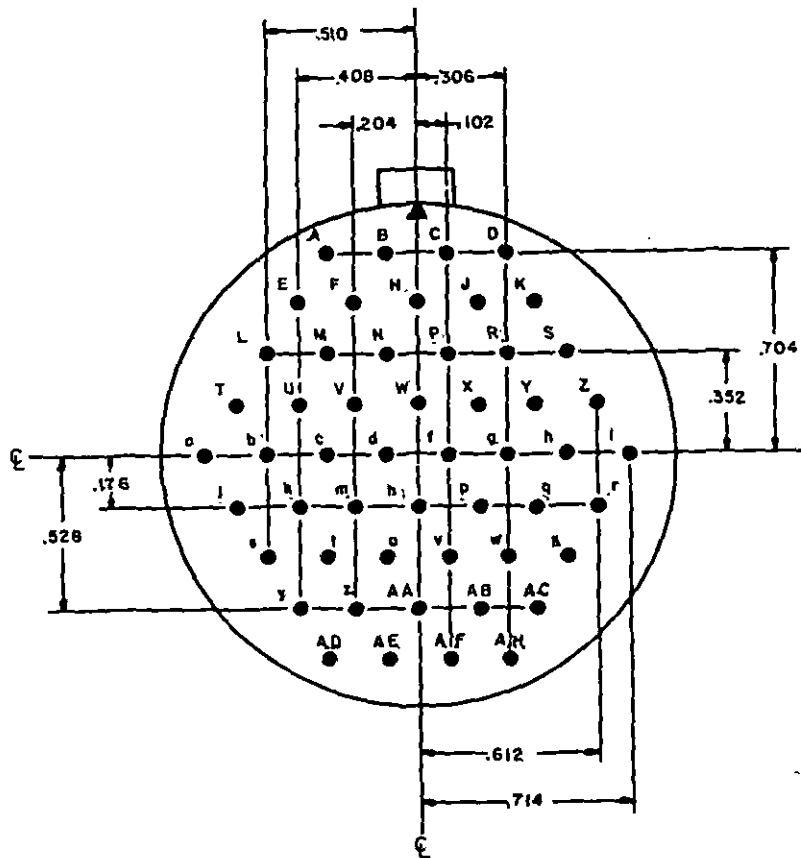 .510
.408 .306
.204 .102
A B C D
E F H J K
L M N P R S
.704
.352
T U V W X Y Z
a b c d f g h i
℄
.176
j k m n p q r
.528
s t u v w x
y z AA AB AC
AD AE AF AH
.612
.714
℄